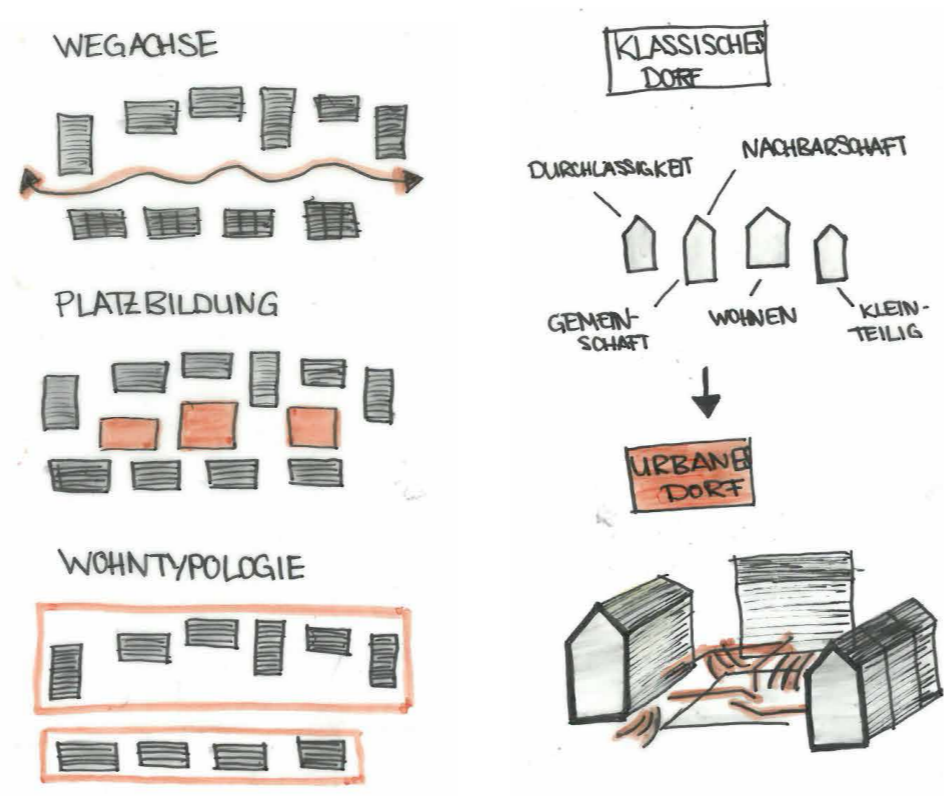 WEGACHSE
PLATZBILDUNG
WOHNTYPOLOGIE
KLASSISCHES
DORF
DURCHLÄSSIGKEIT
NACHBARSCHAFT
GEMEIN-
SCHAFT
WOHNEN
KLEIN-
TEILIG
URBANES
DORF